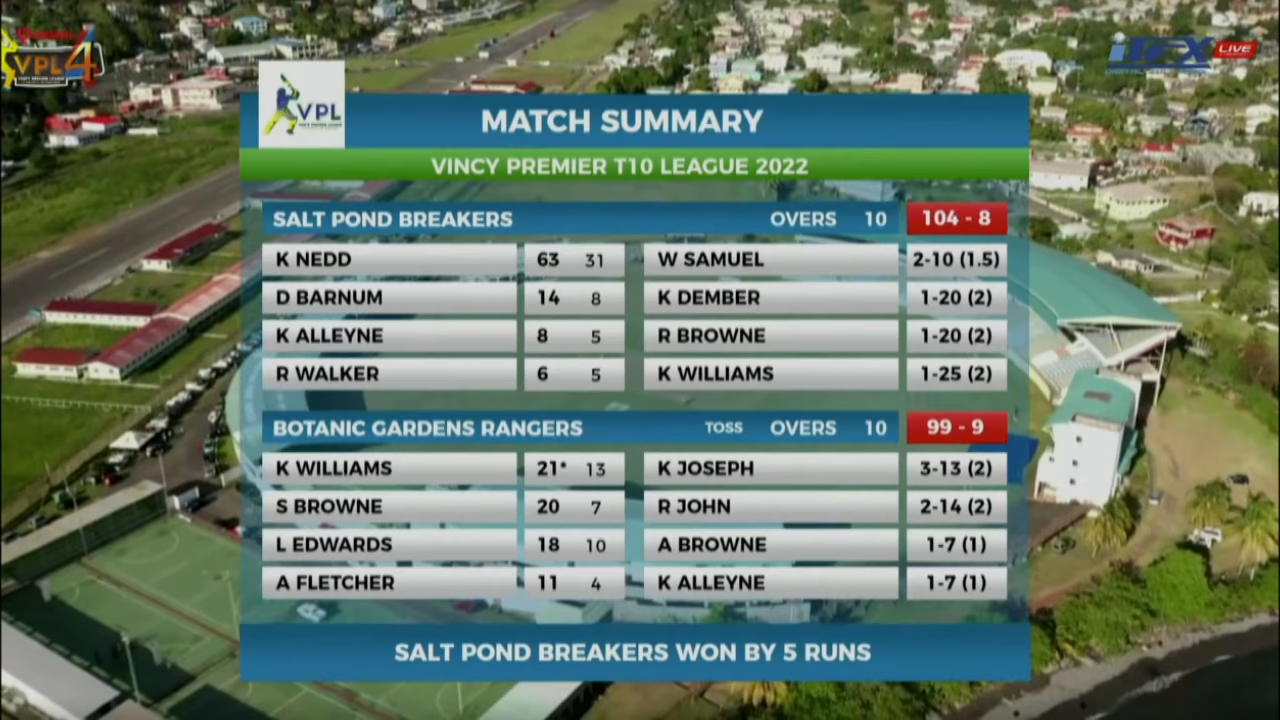 VPL4
iTFX LIVE
VPL
MATCH SUMMARY
VINCY PREMIER T10 LEAGUE 2022
SALT POND BREAKERS OVERS 10 104 - 8
K NEDD 63 31 W SAMUEL 2-10 (1.5)
D BARNUM 14 8 K DEMBER 1-20 (2)
K ALLEYNE 8 5 R BROWNE 1-20 (2)
R WALKER 6 5 K WILLIAMS 1-25 (2)
BOTANIC GARDENS RANGERS TOSS OVERS 10 99 - 9
K WILLIAMS 21* 13 K JOSEPH 3-13 (2)
S BROWNE 20 7 R JOHN 2-14 (2)
L EDWARDS 18 10 A BROWNE 1-7 (1)
A FLETCHER 11 4 K ALLEYNE 1-7 (1)
SALT POND BREAKERS WON BY 5 RUNS